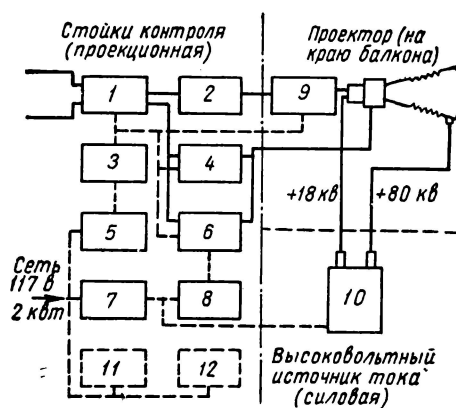 Стойки контроля
(проекционная)
Проектор (на
краю балкона)
1
2
9
3
4
+18 кв
+80 кв
5
6
Сеть
117 в
2 квт
7
8
10
11
12
Высоковольтный
источник тока
(силовая)